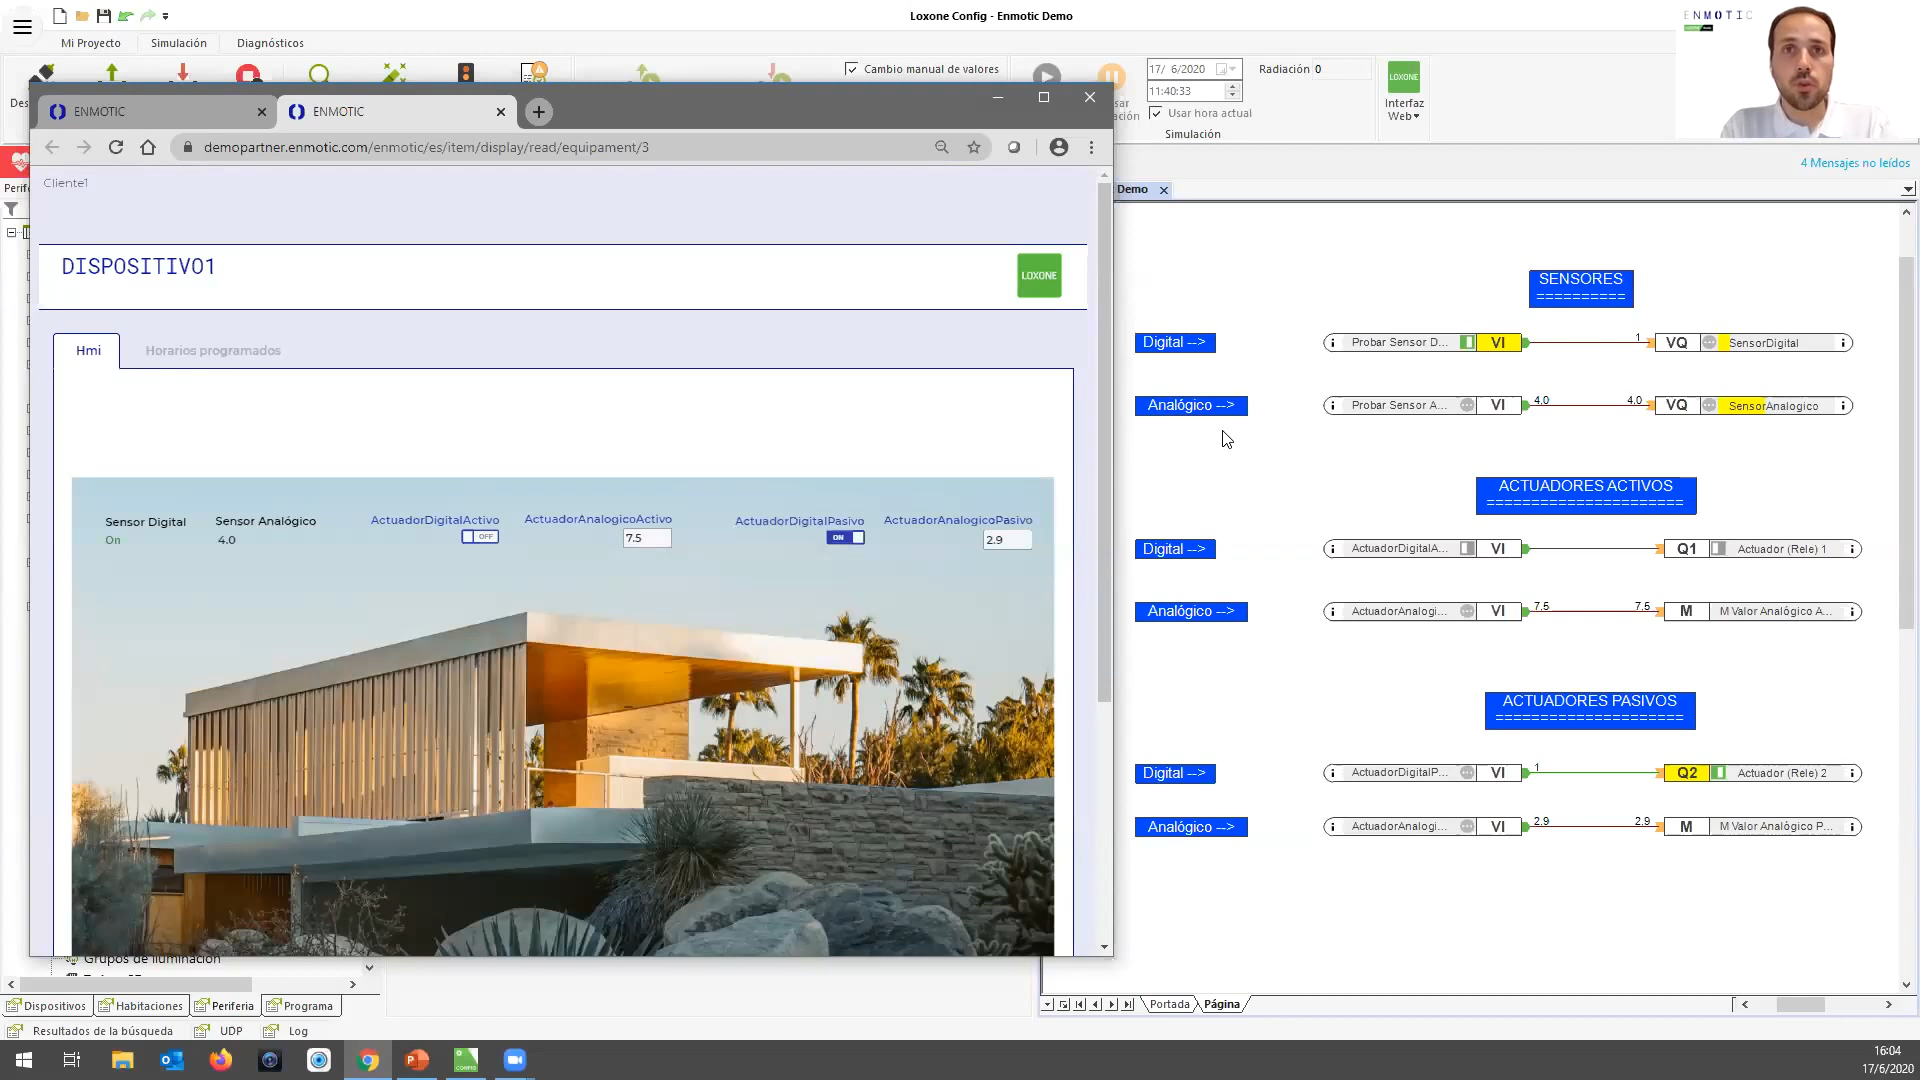 Loxone Config - Enmotic Demo
ENMOTIC
Mi Proyecto
Simulación
Diagnósticos
Cambio manual de valores
17/ 6/2020
Radiación 0
11:40:33
Usar hora actual
Simulación
LOXONE
Interfaz
Web
ENMOTIC
ENMOTIC
demopartner.enmotic.com/enmotic/es/item/display/read/equipament/3
4 Mensajes no leídos
Cliente1
Demo
DISPOSITIVO1
LOXONE
Hmi
Horarios programados
Sensor Digital
On
Sensor Analógico
4.0
ActuadorDigitalActivo
OFF
ActuadorAnalogicoActivo
7.5
ActuadorDigitalPasivo
ON
ActuadorAnalogicoPasivo
2.9
SENSORES
==========
Digital -->
Probar Sensor D...
VI
1
VQ
SensorDigital
Analógico -->
Probar Sensor A...
VI
4.0
4.0
VQ
SensorAnalogico
ACTUADORES ACTIVOS
=====================
Digital -->
ActuadorDigitalA...
VI
Q1
Actuador (Rele) 1
Analógico -->
ActuadorAnalogi...
VI
7.5
7.5
M
M Valor Analógico A...
ACTUADORES PASIVOS
====================
Digital -->
ActuadorDigitalP...
VI
1
Q2
Actuador (Rele) 2
Analógico -->
ActuadorAnalogi...
VI
2.9
2.9
M
M Valor Analógico P...
Grupos de iluminación
Dispositivos
Habitaciones
Periferia
Programa
Portada
Página
Resultados de la búsqueda
UDP
Log
16:04
17/6/2020